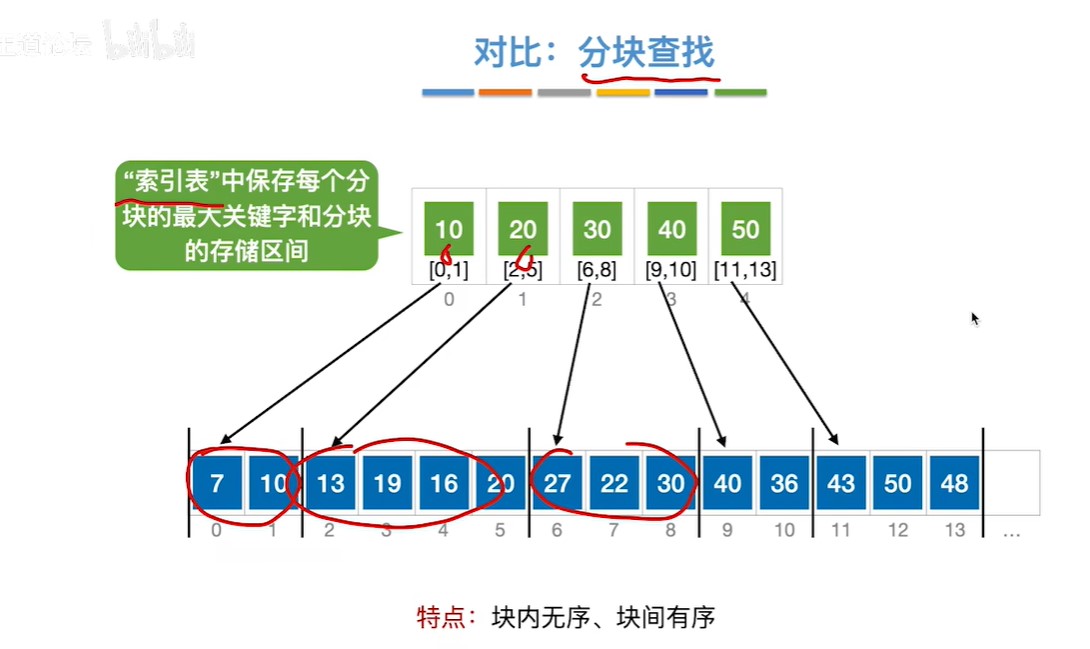 bilibili
对比：分块查找
“索引表”中保存每个分
块的最大关键字和分块
的存储区间
10 20 30 40 50
[0,1] [2,5] [6,8] [9,10] [11,13]
0 1 2 3 4
7 10 13 19 16 20 27 22 30 40 36 43 50 48
0 1 2 3 4 5 6 7 8 9 10 11 12 13 ...
特点：块内无序、块间有序